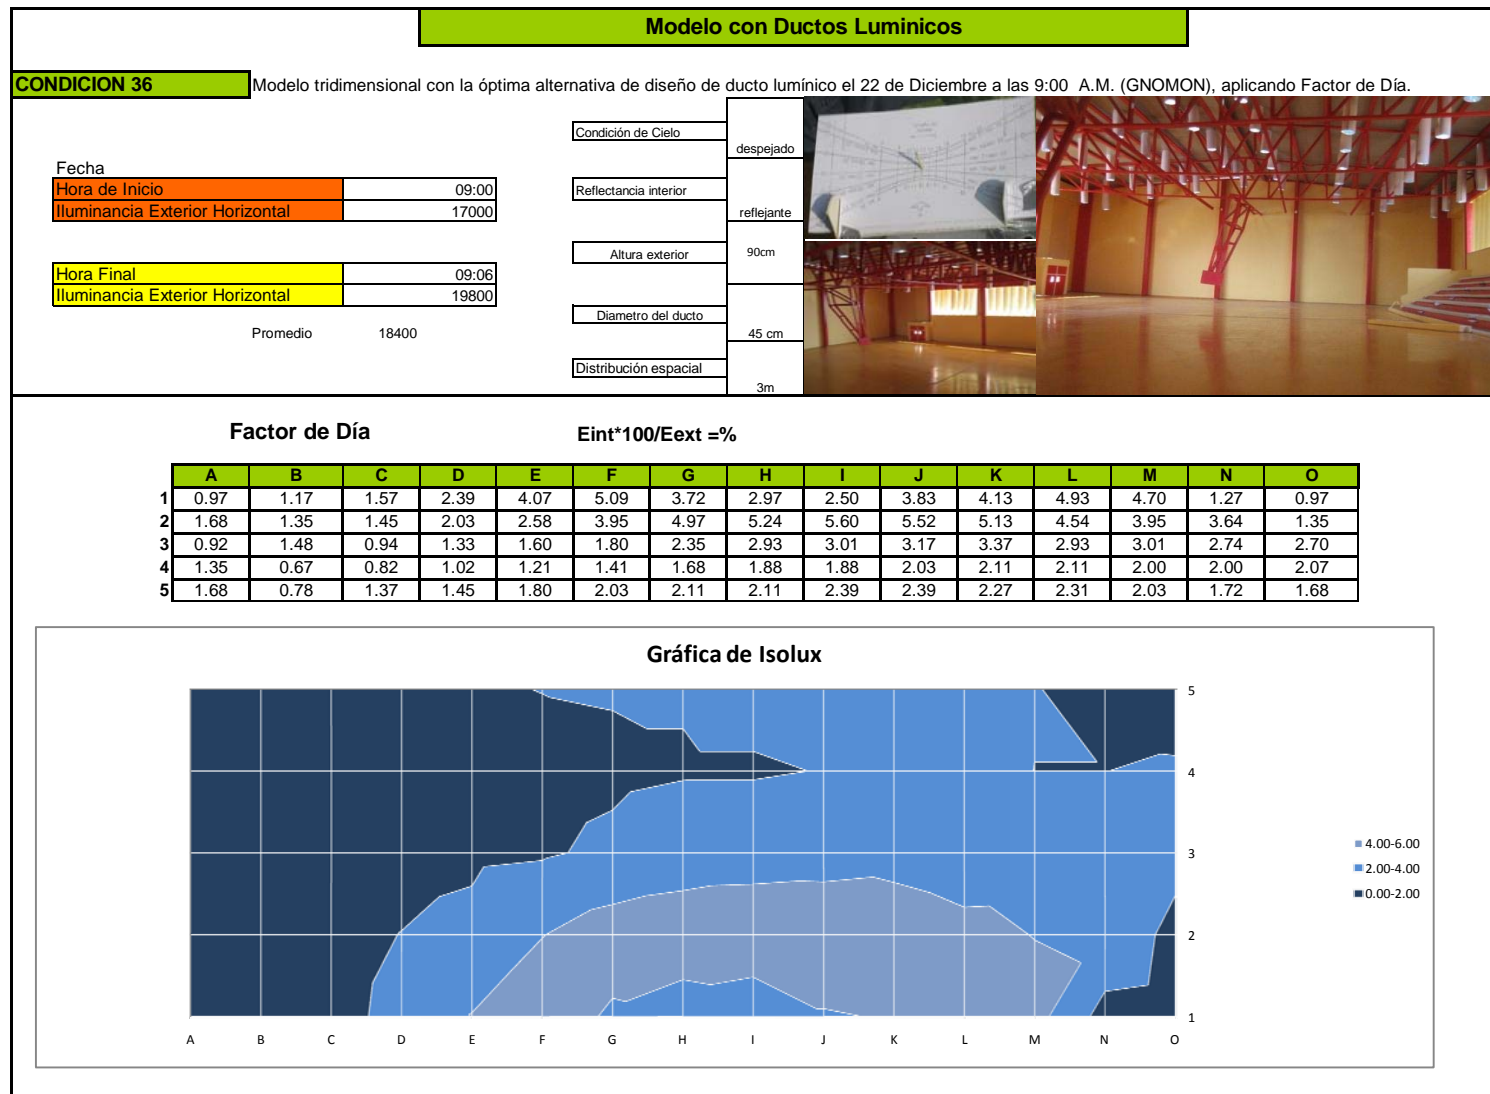 Modelo con Ductos Luminicos
CONDICION 36 Modelo tridimensional con la óptima alternativa de diseño de ducto lumínico el 22 de Diciembre a las 9:00 A.M. (GNOMON), aplicando Factor de Día.
Fecha
Hora de Inicio 09:00
Iluminancia Exterior Horizontal 17000
Hora Final 09:06
Iluminancia Exterior Horizontal 19800
Promedio 18400
Condición de Cielo despejado
Reflectancia interior reflejante
Altura exterior 90cm
Diametro del ducto 45 cm
Distribución espacial 3m
Factor de Día Eint*100/Eext =%
A B C D E F G H I J K L M N O
1 0.97 1.17 1.57 2.39 4.07 5.09 3.72 2.97 2.50 3.83 4.13 4.93 4.70 1.27 0.97
2 1.68 1.35 1.45 2.03 2.58 3.95 4.97 5.24 5.60 5.52 5.13 4.54 3.95 3.64 1.35
3 0.92 1.48 0.94 1.33 1.60 1.80 2.35 2.93 3.01 3.17 3.37 2.93 3.01 2.74 2.70
4 1.35 0.67 0.82 1.02 1.21 1.41 1.68 1.88 1.88 2.03 2.11 2.11 2.00 2.00 2.07
5 1.68 0.78 1.37 1.45 1.80 2.03 2.11 2.11 2.39 2.39 2.27 2.31 2.03 1.72 1.68
Gráfica de Isolux
5
4
3
2
1
A B C D E F G H I J K L M N O
4.00-6.00
2.00-4.00
0.00-2.00